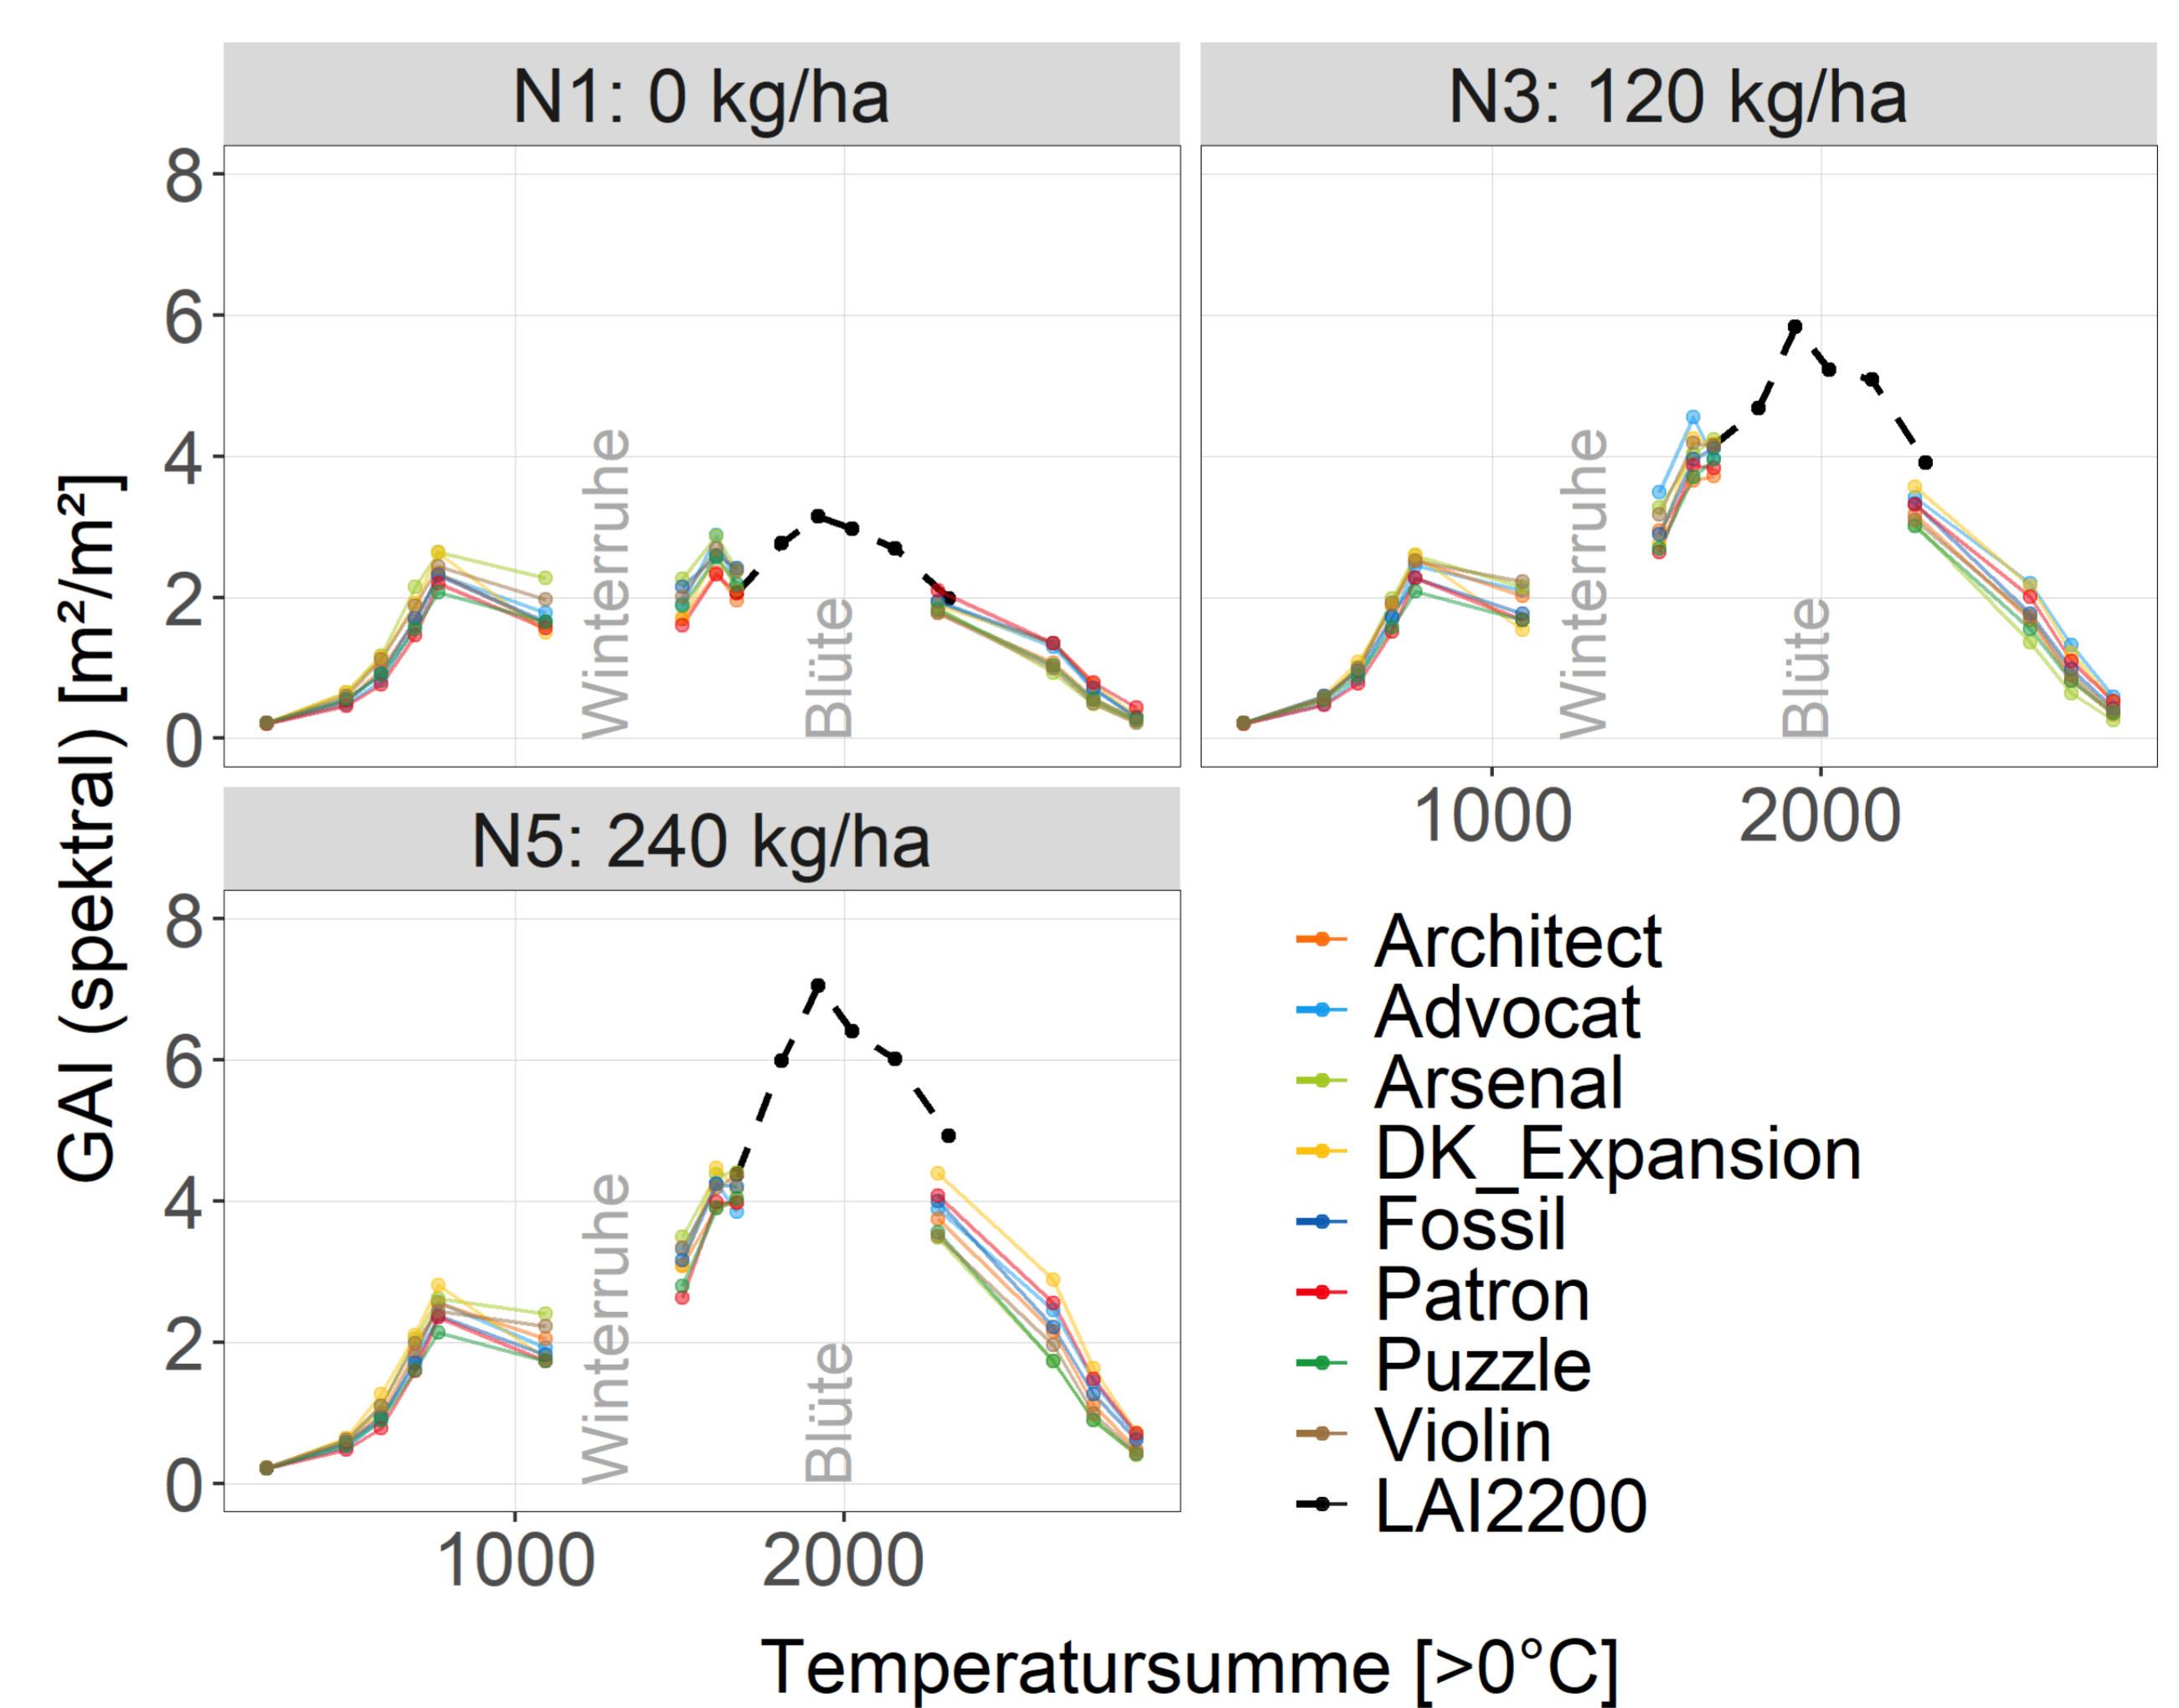 N1: 0 kg/ha
N3: 120 kg/ha
8
6
4
2
0
Winterruhe
Blüte
Winterruhe
Blüte
1000
2000
GAI (spektral) [m²/m²]
N5: 240 kg/ha
8
6
4
2
0
Winterruhe
Blüte
1000
2000
Architect
Advocat
Arsenal
DK_Expansion
Fossil
Patron
Puzzle
Violin
LAI2200
Temperatursumme [>0°C]